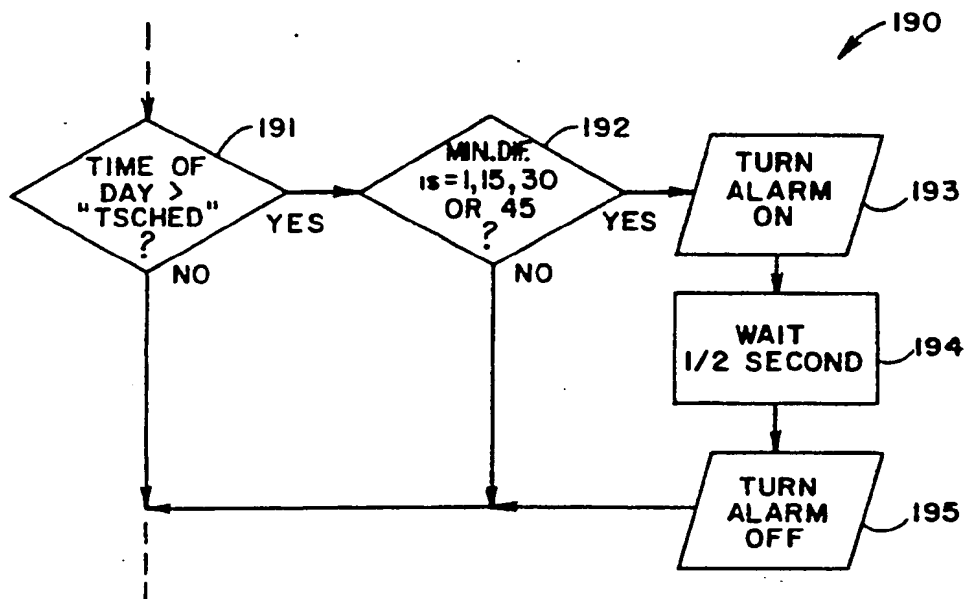 190
191
TIME OF
DAY >
"TSCHED"
?
YES
NO
192
MIN.DIF.
is=1,15,30
OR 45
?
YES
NO
TURN
ALARM
ON
193
WAIT
1/2 SECOND
194
TURN
ALARM
OFF
195